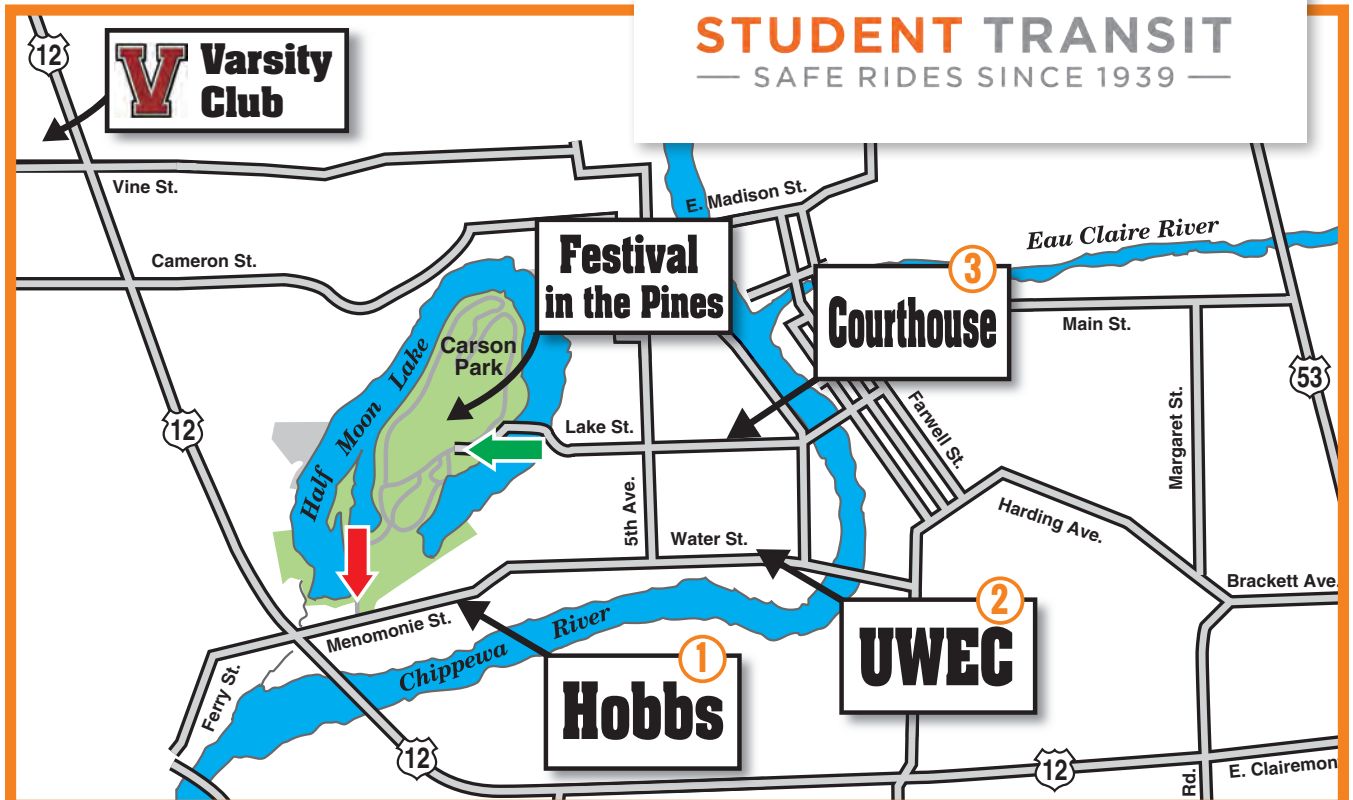 STUDENT TRANSIT
SAFE RIDES SINCE 1939
12
V
Varsity
Club
Vine St.
E. Madison St.
Eau Claire River
Cameron St.
Festival
in the Pines
3
Courthouse
Main St.
Carson
Park
53
12
Half Moon Lake
Lake St.
Farwell St.
Margaret St.
5th Ave.
Water St.
Harding Ave.
Brackett Ave.
2
UWEC
Menomonie St.
Chippewa River
1
Hobbs
Ferry St.
12
12
Rd.
E. Clairemon